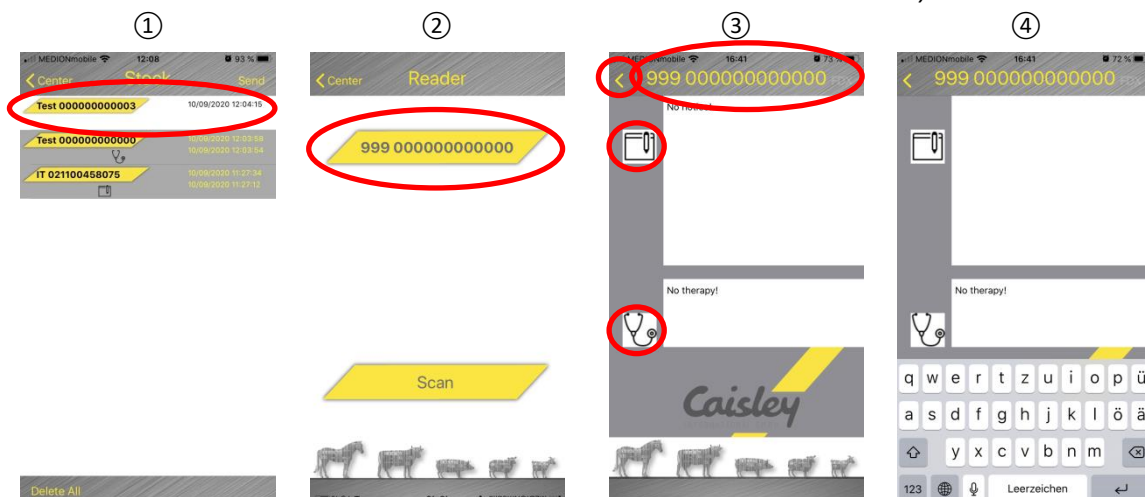 ①
MEDIONmobile 12:08 93 %
Center Stock Send
Test 000000000003 10/09/2020 12:04:15
Test 000000000000 10/09/2020 12:03:59
10/09/2020 12:03:54
IT 021100458075 10/09/2020 11:27:34
10/09/2020 11:27:12
Delete All
②
Center Reader
999 000000000000
Scan
③
MEDIONmobile 16:41 73 %
999 000000000000 FDX
No notice!
No therapy!
Caisley
④
MEDIONmobile 16:41 72 %
999 000000000000
No therapy!
q w e r t z u i o p ü
a s d f g h j k l ö ä
y x c v b n m
123 Leerzeichen